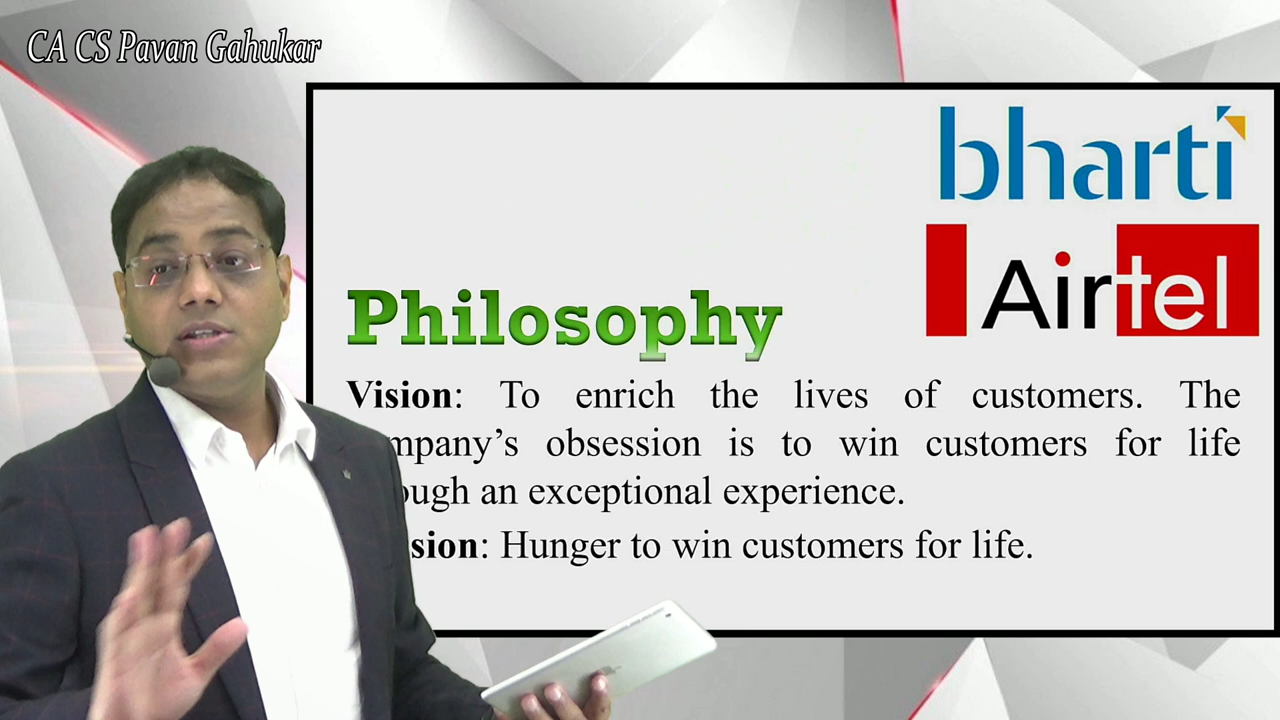 CA CS Pavan Gahukar
bharti
Airtel
Philosophy
Vision: To enrich the lives of customers. The
mpany's obsession is to win customers for life
ough an exceptional experience.
sion: Hunger to win customers for life.